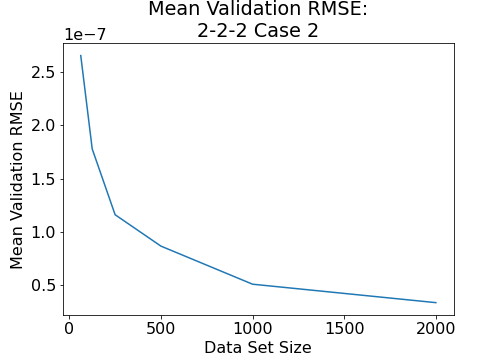 Mean Validation RMSE:
2-2-2 Case 2
1e−7
2.5
2.0
1.5
1.0
0.5
Mean Validation RMSE
0 500 1000 1500 2000
Data Set Size